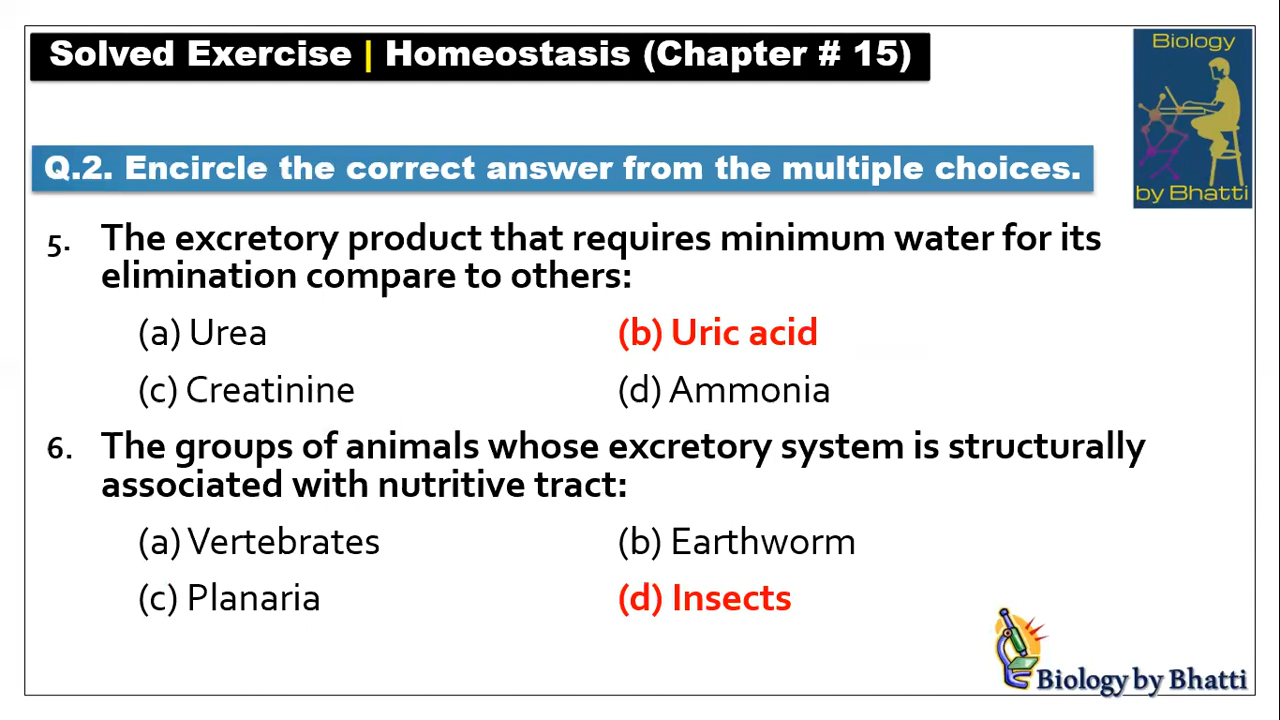 Solved Exercise | Homeostasis (Chapter # 15)
Biology
by Bhatti
Q.2. Encircle the correct answer from the multiple choices.
5. The excretory product that requires minimum water for its
elimination compare to others:
(a) Urea (b) Uric acid
(c) Creatinine (d) Ammonia
6. The groups of animals whose excretory system is structurally
associated with nutritive tract:
(a) Vertebrates (b) Earthworm
(c) Planaria (d) Insects
Biology by Bhatti